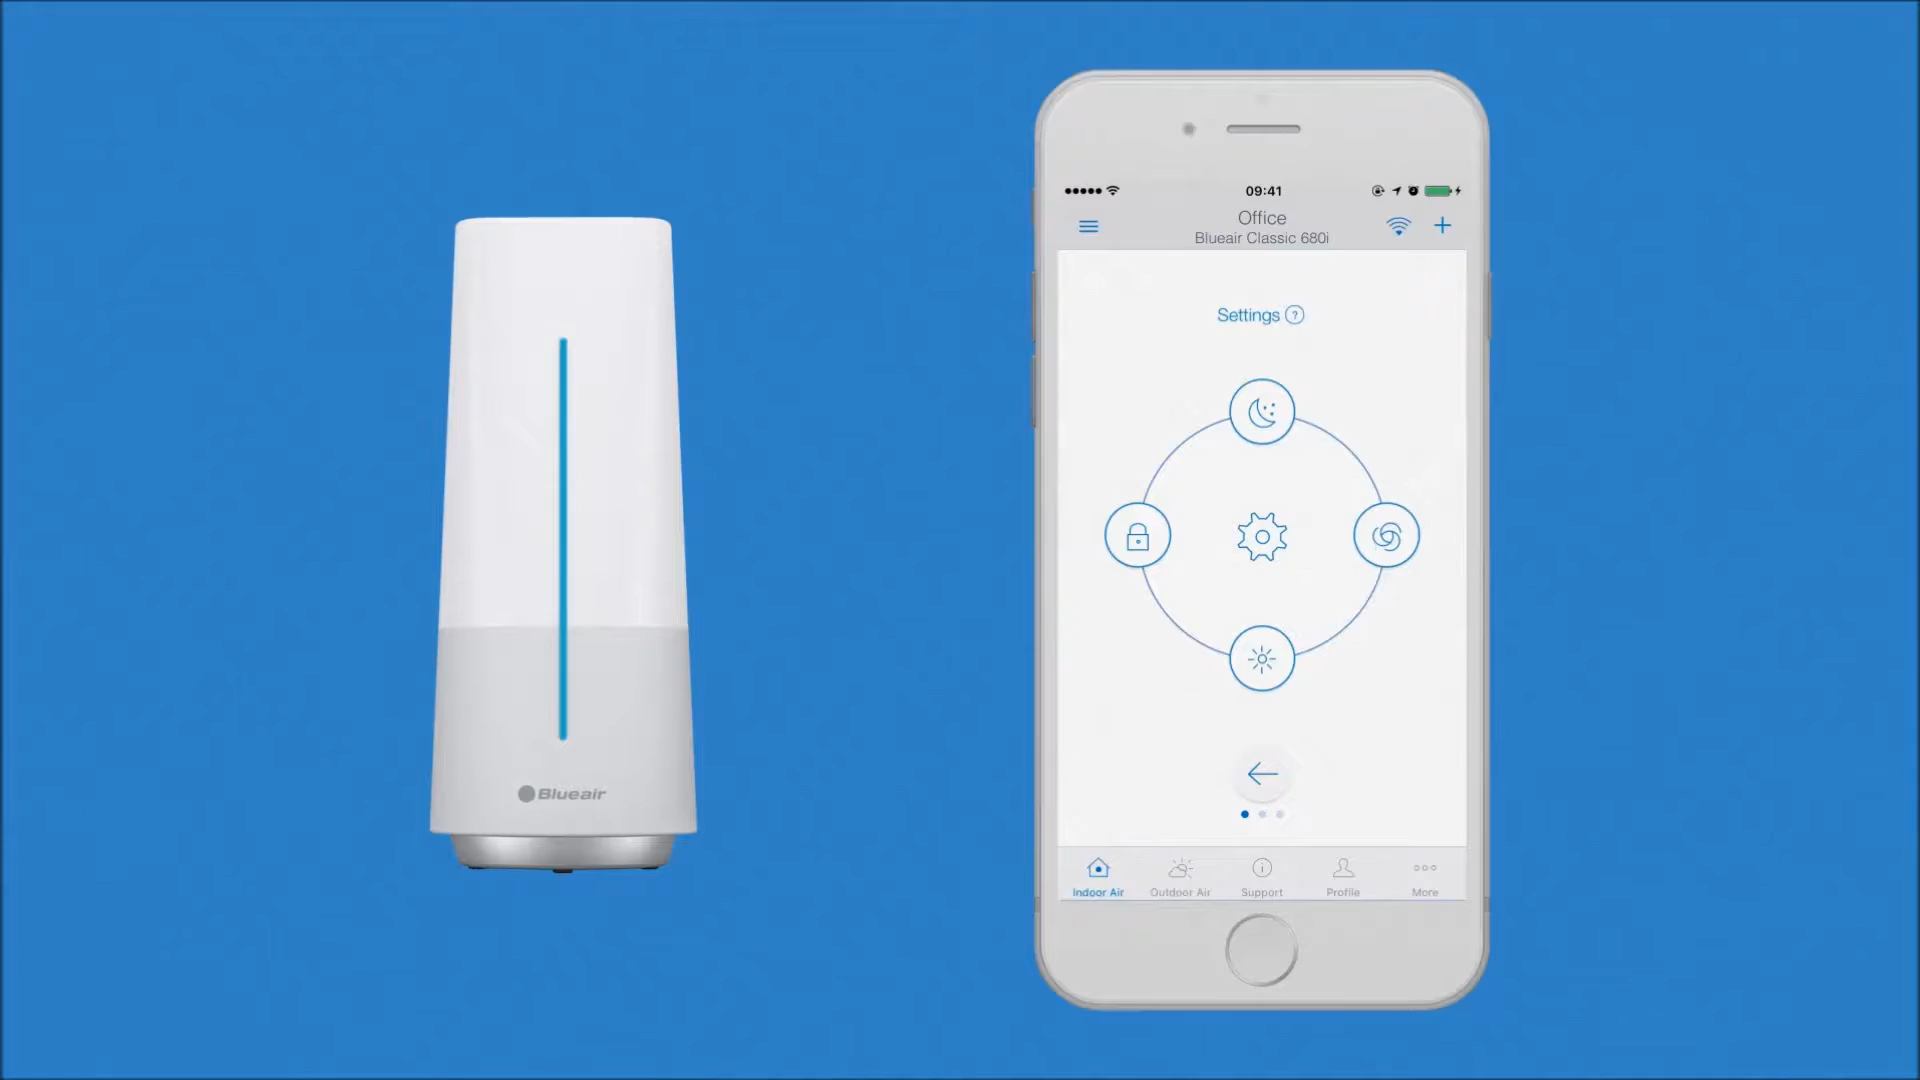 Blueair
09:41
Office
Blueair Classic 680i
Settings ?
Indoor Air
Outdoor Air
Support
Profile
More